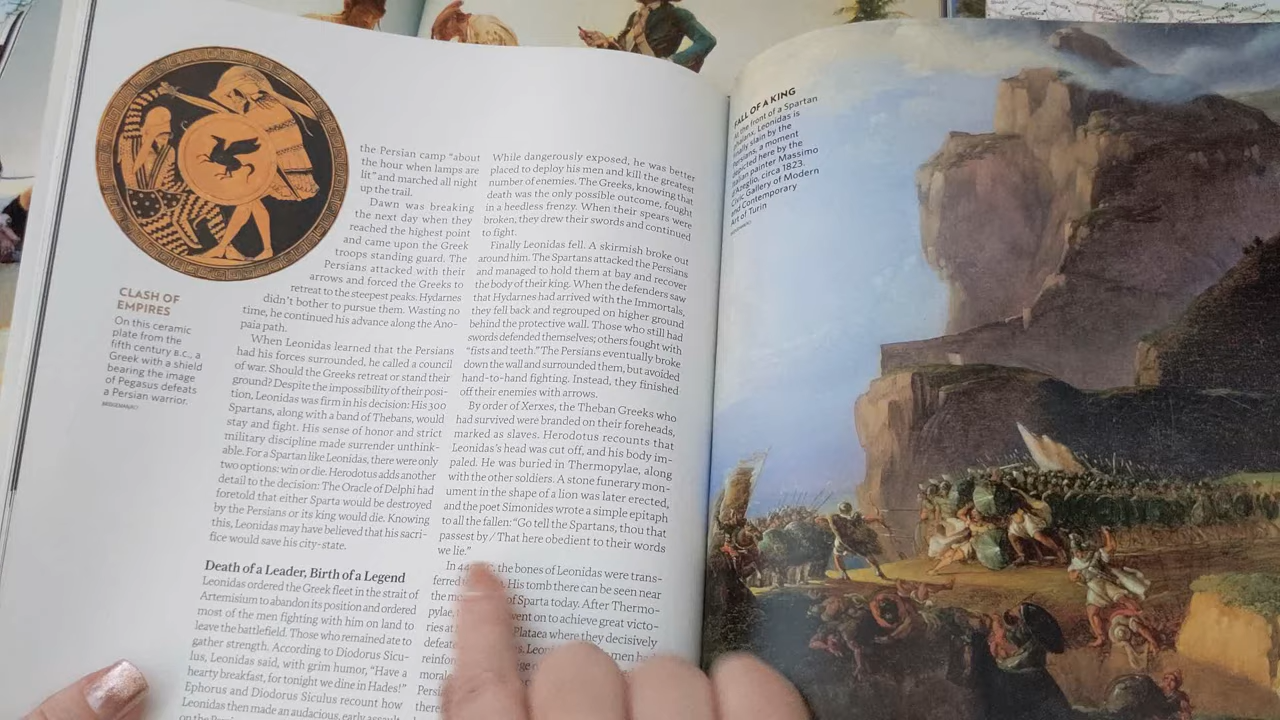 CLASH OF
EMPIRES
On this ceramic
plate from the
fifth century B.C., a
Greek with a shield
bearing the image
of Pegasus defeats
a Persian warrior.
the Persian camp “about
the hour when lamps are
lit” and marched all night
up the trail.
Dawn was breaking
the next day when they
reached the highest point
and came upon the Greek
troops standing guard. The
Persians attacked with their
arrows and forced the Greeks to
retreat to the steepest peaks. Hydarnes
didn’t bother to pursue them. Wasting no
time, he continued his advance along the Ano-
paia path.
When Leonidas learned that the Persians
had his forces surrounded, he called a council
of war. Should the Greeks retreat or stand their
ground? Despite the impossibility of their posi-
tion, Leonidas was firm in his decision: His 300
Spartans, along with a band of Thebans, would
stay and fight. His sense of honor and strict
military discipline made surrender unthink-
able. For a Spartan like Leonidas, there were only
two options: win or die. Herodotus adds another
detail to the decision: The Oracle of Delphi had
foretold that either Sparta would be destroyed
by the Persians or its king would die. Knowing
this, Leonidas may have believed that his sacri-
fice would save his city-state.
Death of a Leader, Birth of a Legend
Leonidas ordered the Greek fleet in the strait of
Artemisium to abandon its position and ordered
most of the men fighting with him on land to
leave the battlefield. Those who remained ate to
gather strength. According to Diodorus Sicu-
lus, Leonidas said, with grim humor, “Have a
hearty breakfast, for tonight we dine in Hades!”
Ephorus and Diodorus Siculus recount how
Leonidas then made an audacious, early
on the
While dangerously exposed, he was better
placed to deploy his men and kill the greatest
number of enemies. The Greeks, knowing that
death was the only possible outcome, fought
in a heedless frenzy. When their spears were
broken, they drew their swords and continued
to fight.
Finally Leonidas fell. A skirmish broke out
around him. The Spartans attacked the Persians
and managed to hold them at bay and recover
the body of their king. When the defenders saw
that Hydarnes had arrived with the Immortals,
they fell back and regrouped on higher ground
behind the protective wall. Those who still had
swords defended themselves; others fought with
“fists and teeth.” The Persians eventually broke
down the wall and surrounded them, but avoided
hand-to-hand fighting. Instead, they finished
off their enemies with arrows.
By order of Xerxes, the Theban Greeks who
had survived were branded on their foreheads,
marked as slaves. Herodotus recounts that
Leonidas’s head was cut off, and his body im-
paled. He was buried in Thermopylae, along
with the other soldiers. A stone funerary mon-
ument in the shape of a lion was later erected,
and the poet Simonides wrote a simple epitaph
to all the fallen: “Go tell the Spartans, thou that
passest by / That here obedient to their words
we lie.”
In the bones of Leonidas were trans-
His tomb there can be seen near
the of Sparta today. After Thermo-
pylae, went on to achieve great victo-
ries at Plataea where they decisively
FALL OF A KING
At the front of a Spartan
phalanx, Leonidas is
finally slain by the
Persians, a moment
depicted here by the
Italian painter Massimo
d’Azeglio, circa 1823.
Civic Gallery of Modern
and Contemporary
Art of Turin